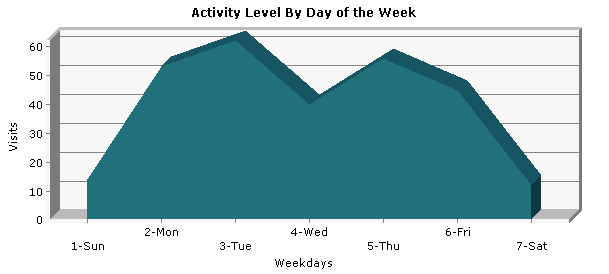 Activity Level By Day of the Week
60
50
40
30
20
10
0
Visits
2-Mon 4-Wed 6-Fri
1-Sun 3-Tue 5-Thu 7-Sat
Weekdays